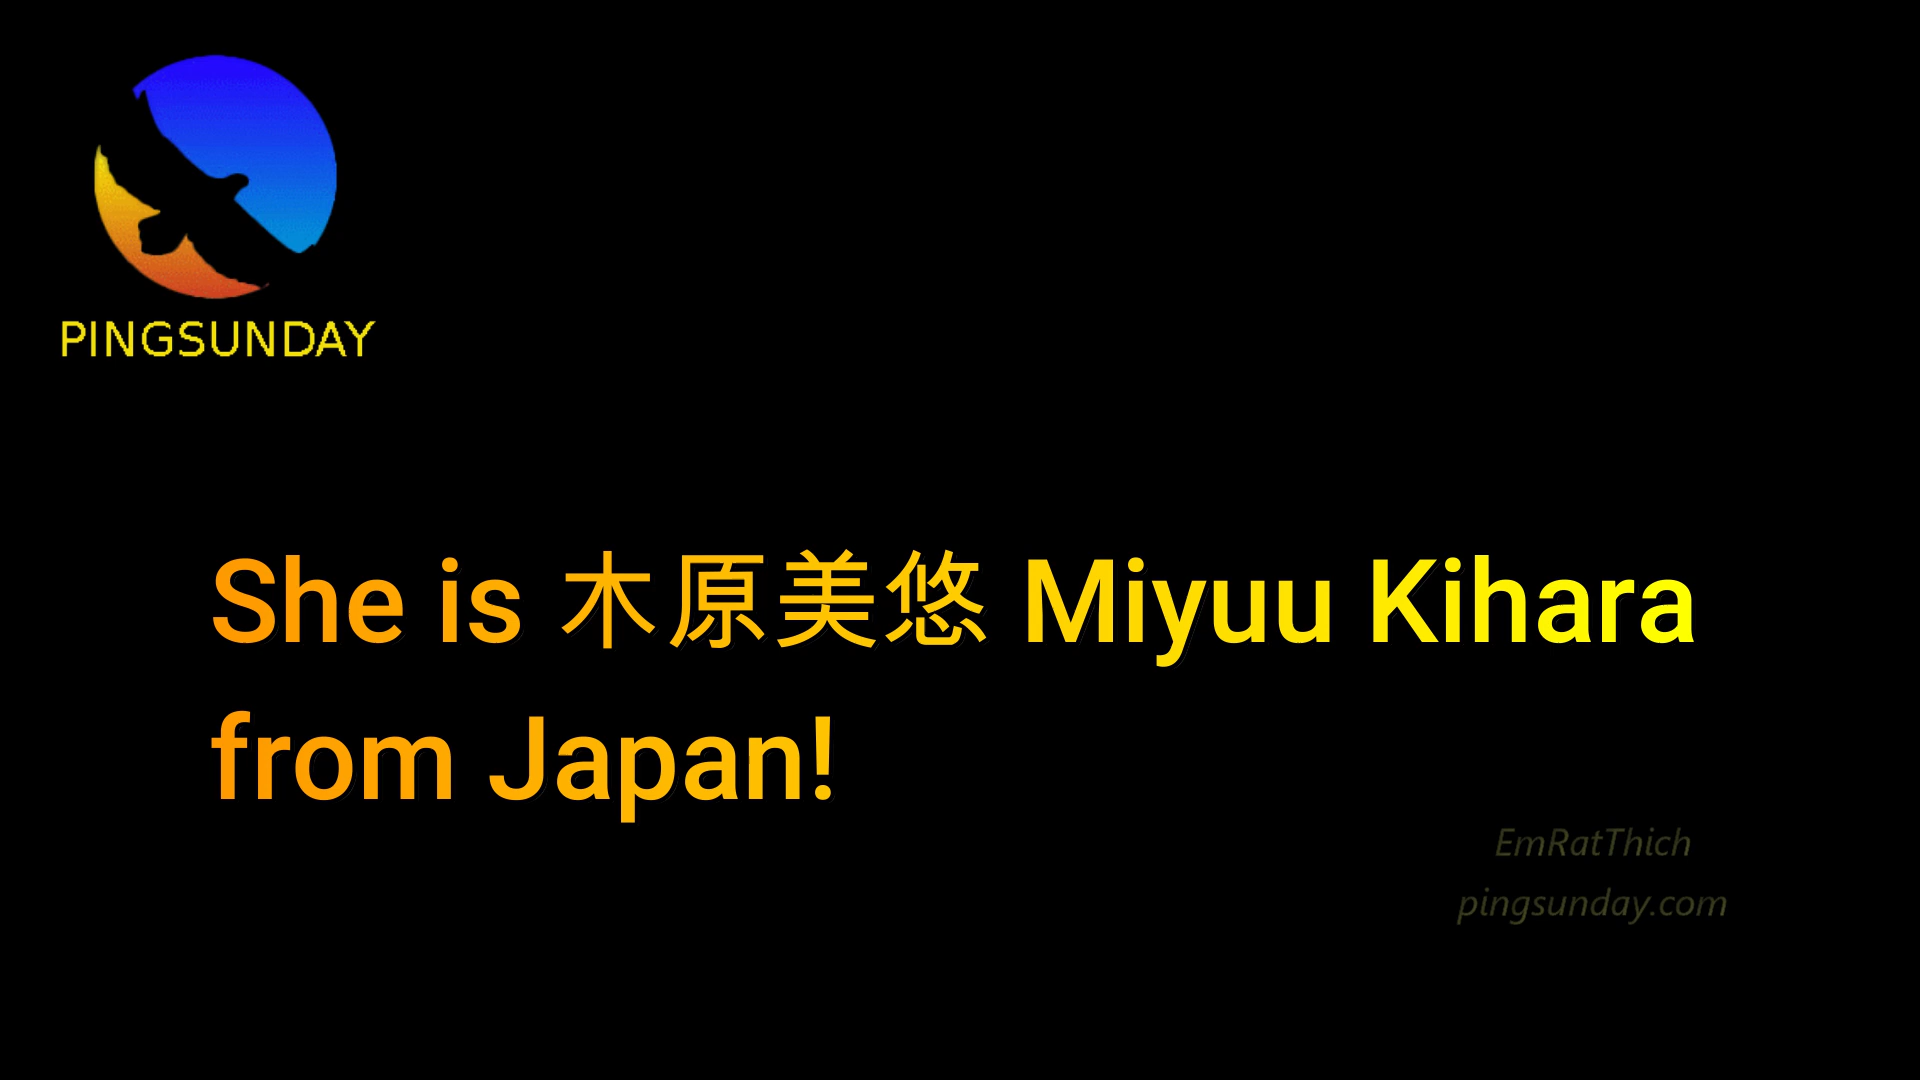 PINGSUNDAY
She is 木原美悠 Miyuu Kihara
from Japan!
EmRatThich
pingsunday.com